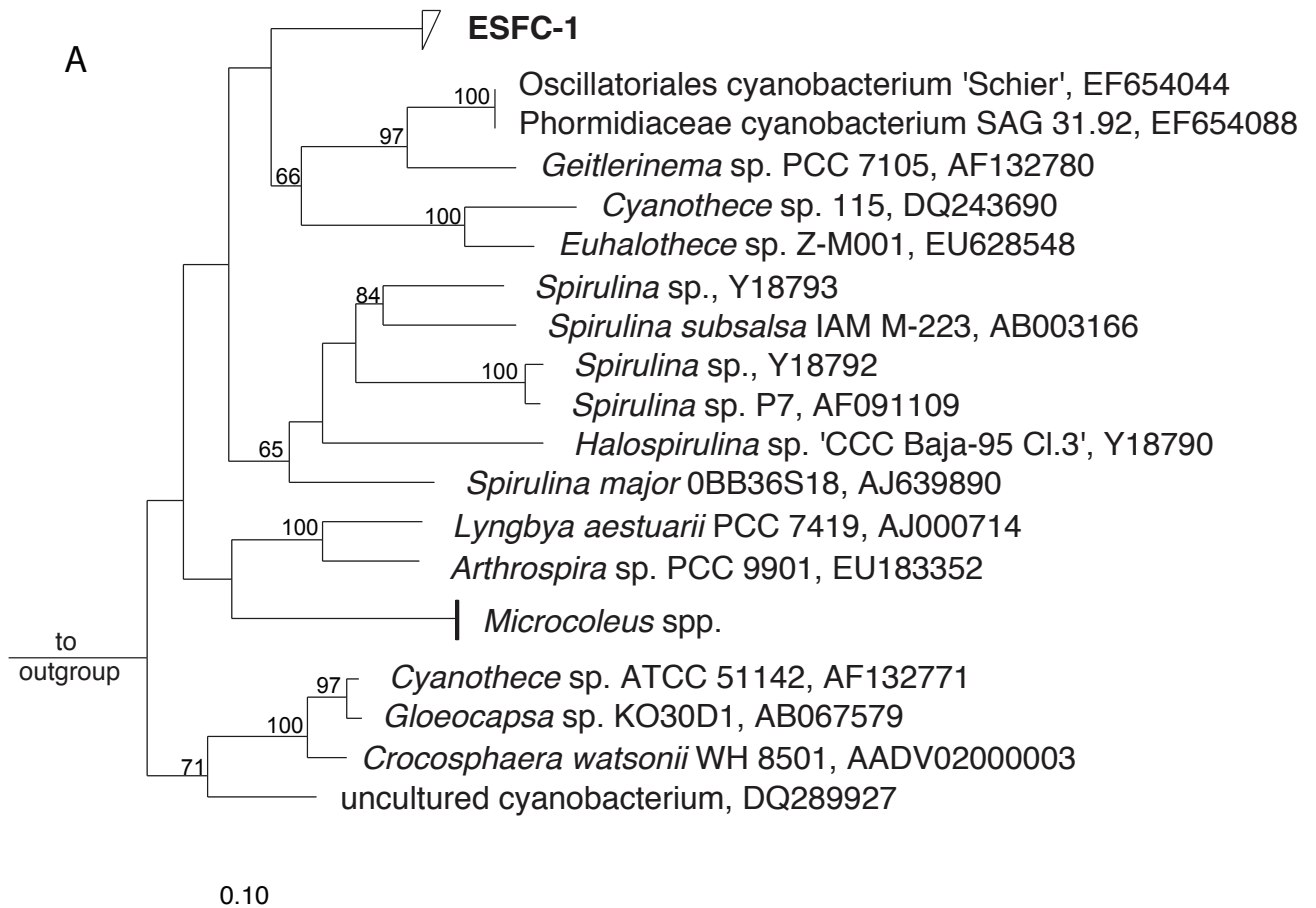 A
ESFC-1
Oscillatoriales cyanobacterium 'Schier', EF654044
100
Phormidiaceae cyanobacterium SAG 31.92, EF654088
97
Geitlerinema sp. PCC 7105, AF132780
66
Cyanothece sp. 115, DQ243690
100
Euhalothece sp. Z-M001, EU628548
Spirulina sp., Y18793
84
Spirulina subsalsa IAM M-223, AB003166
Spirulina sp., Y18792
100
Spirulina sp. P7, AF091109
Halospirulina sp. 'CCC Baja-95 Cl.3', Y18790
65
Spirulina major 0BB36S18, AJ639890
Lyngbya aestuarii PCC 7419, AJ000714
100
Arthrospira sp. PCC 9901, EU183352
Microcoleus spp.
to
outgroup
Cyanothece sp. ATCC 51142, AF132771
97
Gloeocapsa sp. KO30D1, AB067579
100
Crocosphaera watsonii WH 8501, AADV02000003
71
uncultured cyanobacterium, DQ289927
0.10